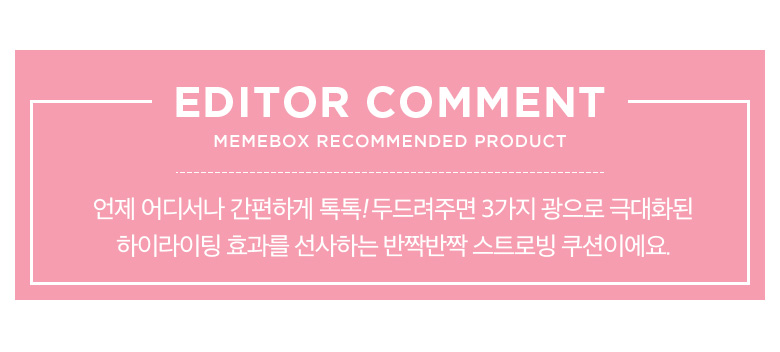 EDITOR COMMENT
MEMEBOX RECOMMENDED PRODUCT
언제 어디서나 간편하게 톡톡! 두드려주면 3가지 광으로 극대화된
하이라이팅 효과를 선사하는 반짝반짝 스트로빙 쿠션이에요.